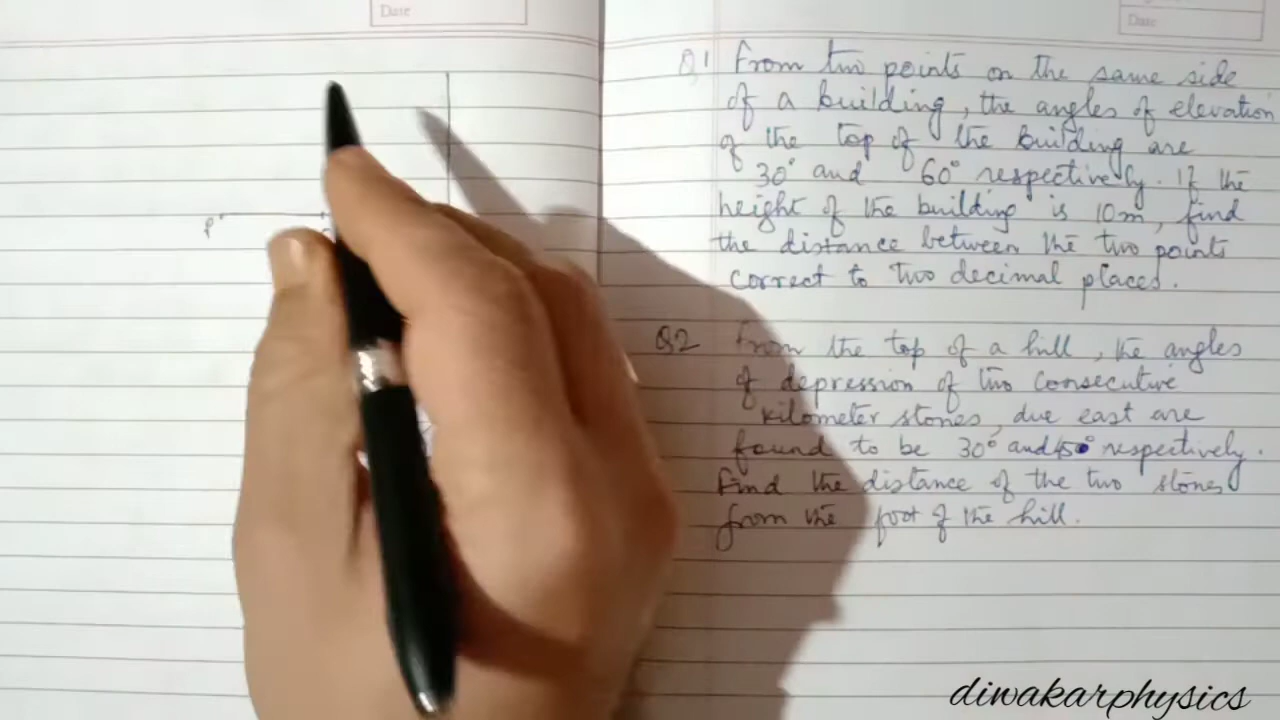 Date
Date
P
Q1 From two points on the same side
of a building, the angles of elevation
of the top of the building are
30° and 60° respectively. If the
height of the building is 10m, find
the distance between the two points
correct to two decimal places.
Q2 From the top of a hill, the angles
of depression of two consecutive
kilometer stones, due east are
found to be 30° and 45° respectively.
Find the distance of the two stones
from the foot of the hill.
diwakarphysics